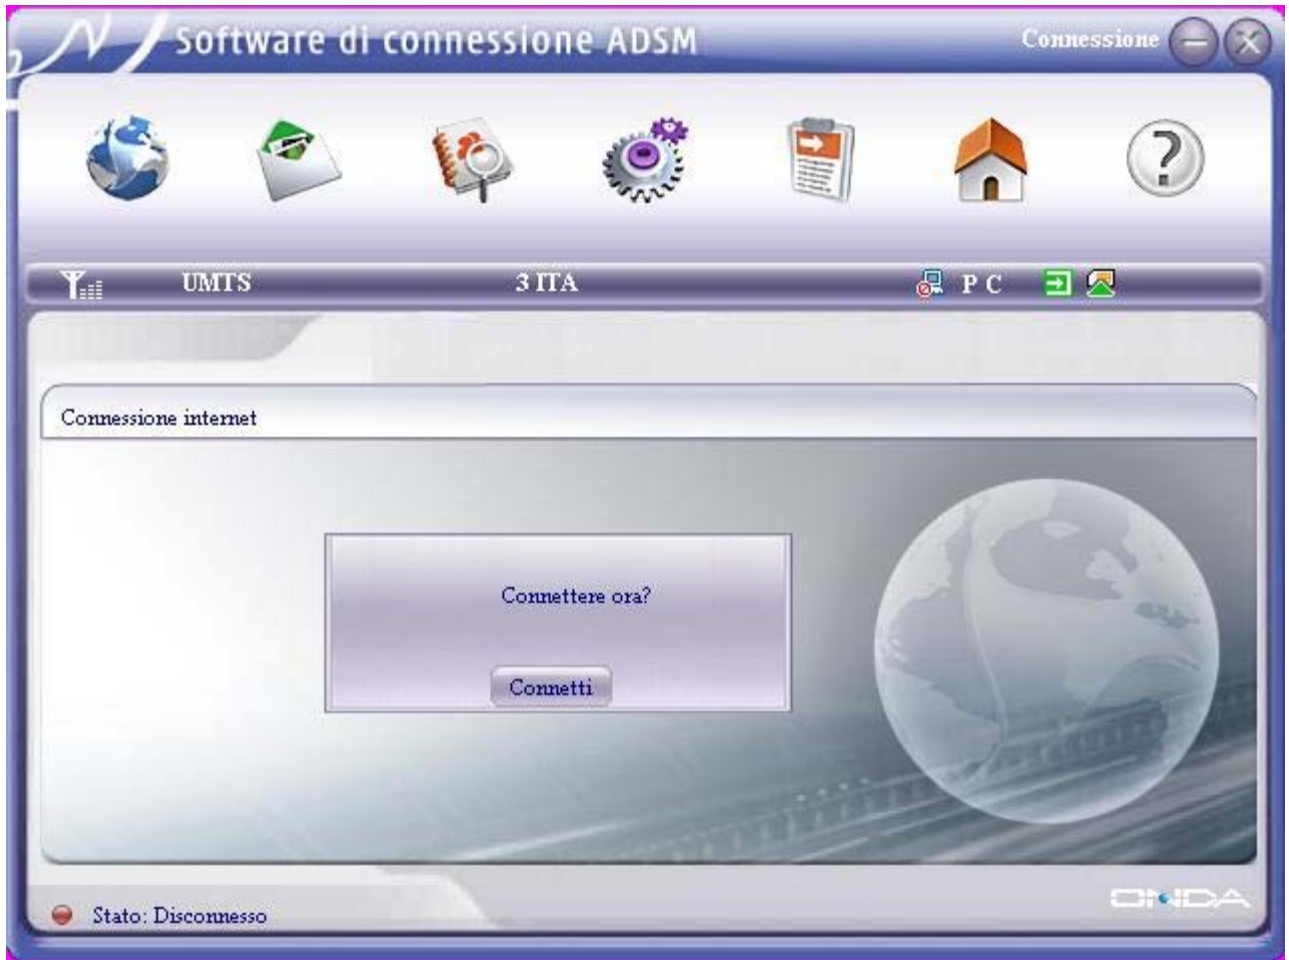 Software di connessione ADSM
Connessione
?
UMTS
3 ITA
P C
Connessione internet
Connettere ora?
Connetti
Stato: Disconnesso
ONDA